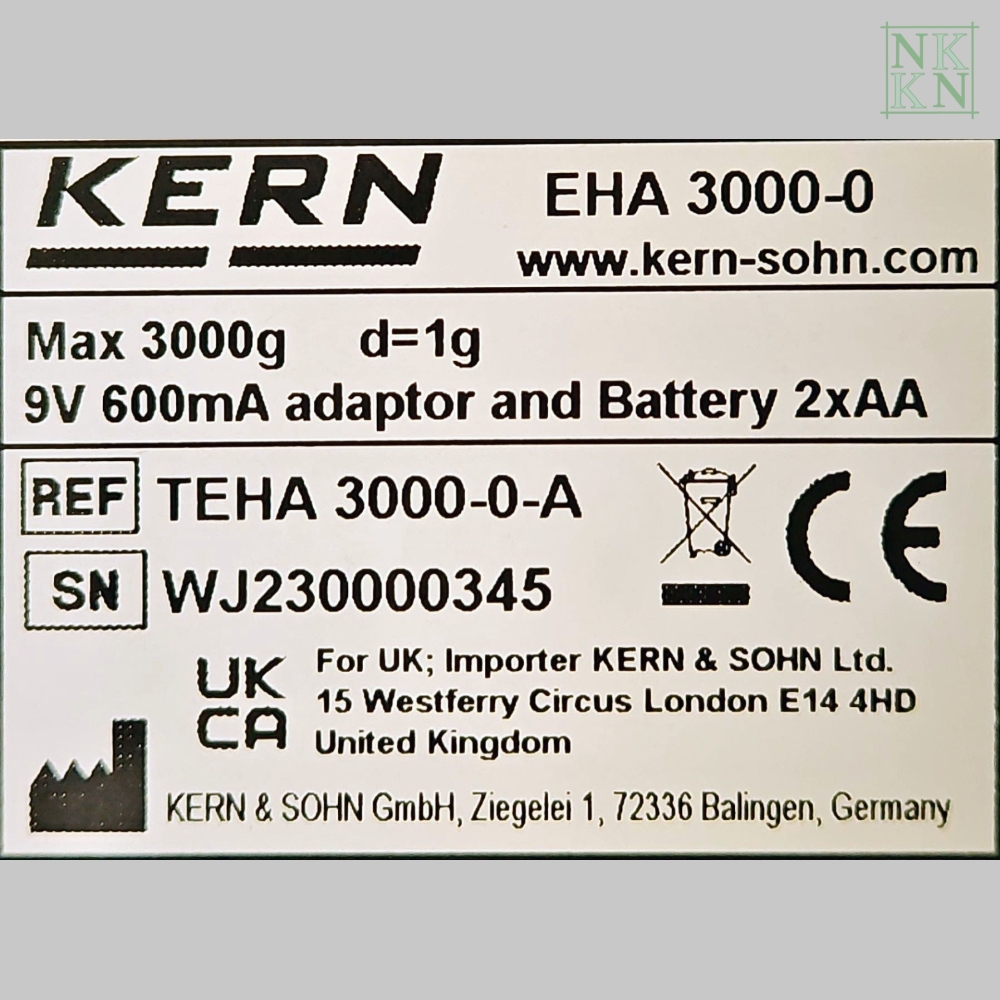 NK
KN
KERN
EHA 3000-0
www.kern-sohn.com
Max 3000g d=1g
9V 600mA adaptor and Battery 2xAA
REF TEHA 3000-0-A
SN WJ230000345
CE
UK
CA
For UK; Importer KERN & SOHN Ltd.
15 Westferry Circus London E14 4HD
United Kingdom
KERN & SOHN GmbH, Ziegelei 1, 72336 Balingen, Germany